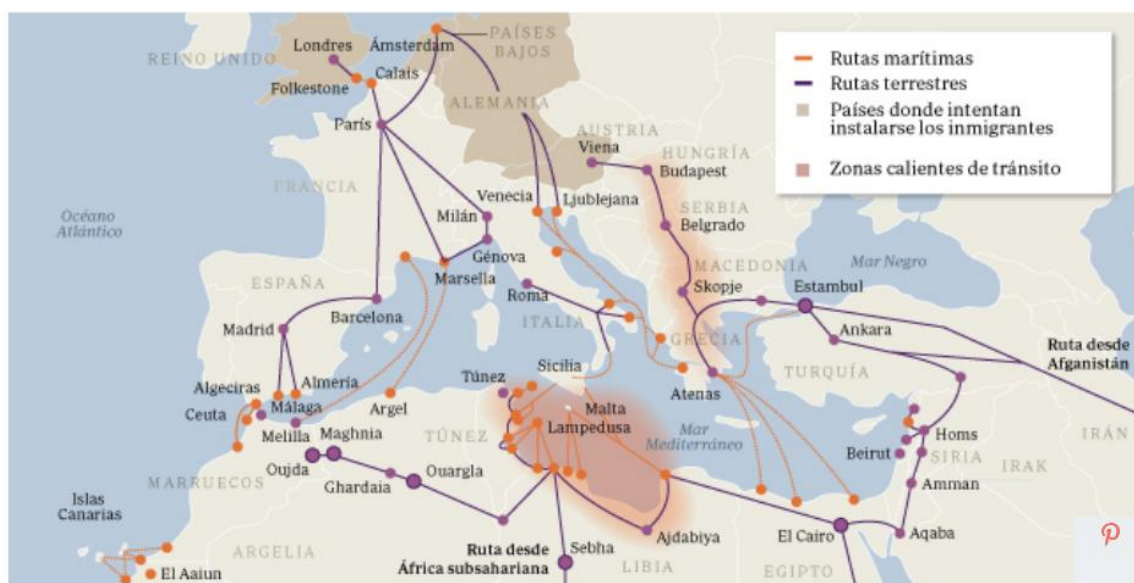 Rutas marítimas
Rutas terrestres
Países donde intentan
instalarse los inmigrantes
Zonas calientes de tránsito
REINO UNIDO
Londres
Ámsterdam
PAÍSES
BAJOS
Folkestone
Calais
ALEMANIA
París
AUSTRIA
Viena
HUNGRÍA
Budapest
FRANCIA
Venecia
Ljublejana
SERBIA
Belgrado
Océano
Atlántico
Milán
Génova
Marsella
MACEDONIA
Skopje
Mar Negro
Estambul
ESPAÑA
Roma
ITALIA
Madrid
Barcelona
Ankara
GRECIA
Ruta desde
Afganistán
TURQUÍA
Algeciras
Almería
Túnez
Sicilia
Atenas
Ceuta
Málaga
Argel
Malta
Melilla
Maghnia
TÚNEZ
Lampedusa
Mar
Mediterráneo
Homs
Beirut
SIRIA
IRÁN
IRAK
Oujda
Ouargla
Ghardaia
MARRUECOS
Amman
Islas
Canarias
El Aaiun
ARGELIA
Ruta desde
África subsahariana
Sebha
Ajdabiya
LIBIA
El Cairo
Aqaba
EGIPTO